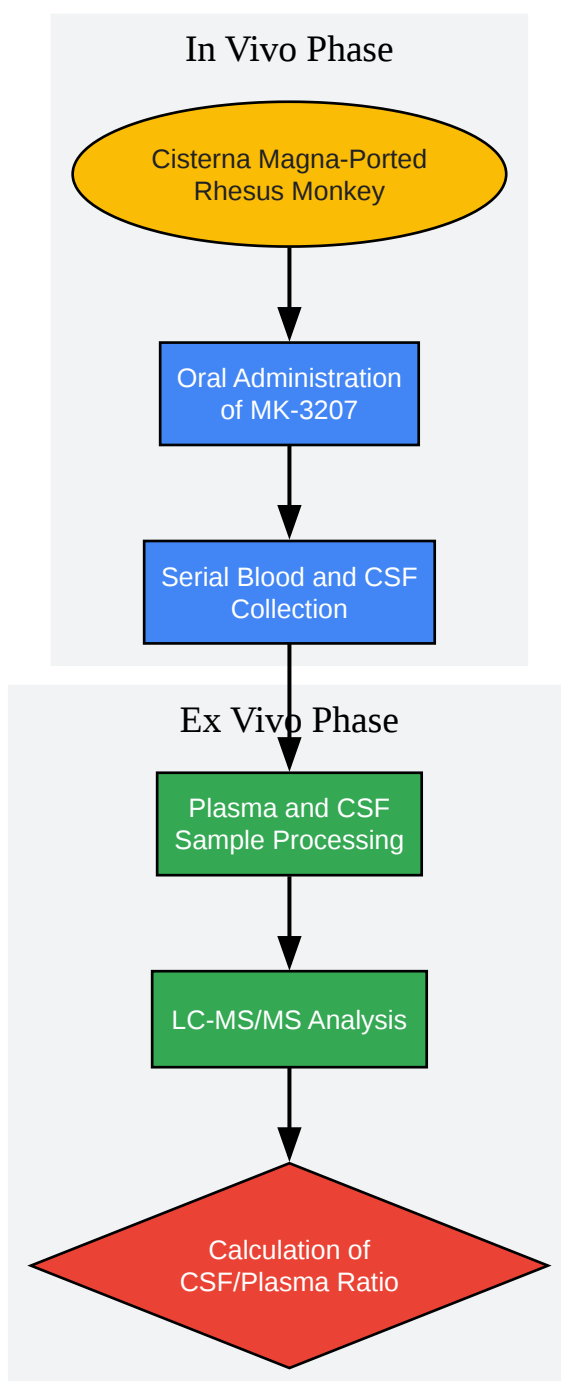 In Vivo Phase
Cisterna Magna-Ported
Rhesus Monkey
Oral Administration
of MK-3207
Serial Blood and CSF
Collection
Ex Vivo Phase
Plasma and CSF
Sample Processing
LC-MS/MS Analysis
Calculation of
CSF/Plasma Ratio